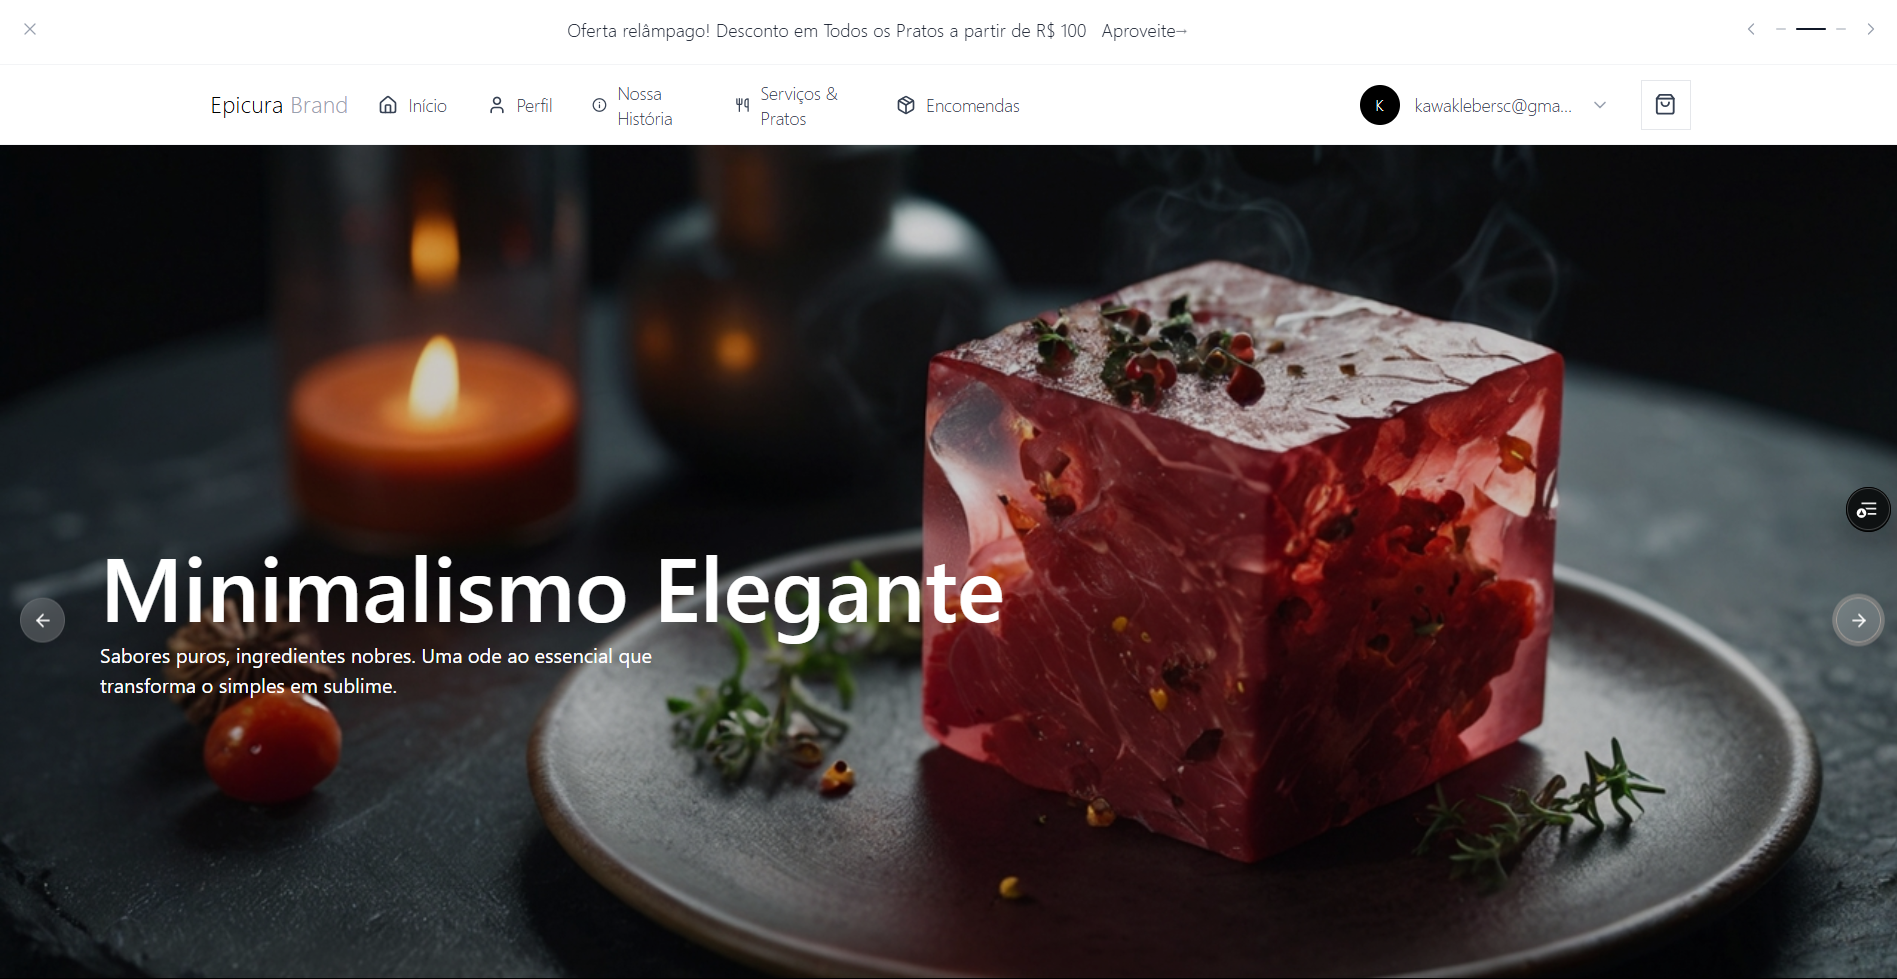 Oferta relâmpago! Desconto em Todos os Pratos a partir de R$ 100 Aproveite→
Epicura Brand
Início
Perfil
Nossa
História
Serviços &
Pratos
Encomendas
K
kawaklebersc@gma...
Minimalismo Elegante
Sabores puros, ingredientes nobres. Uma ode ao essencial que
transforma o simples em sublime.